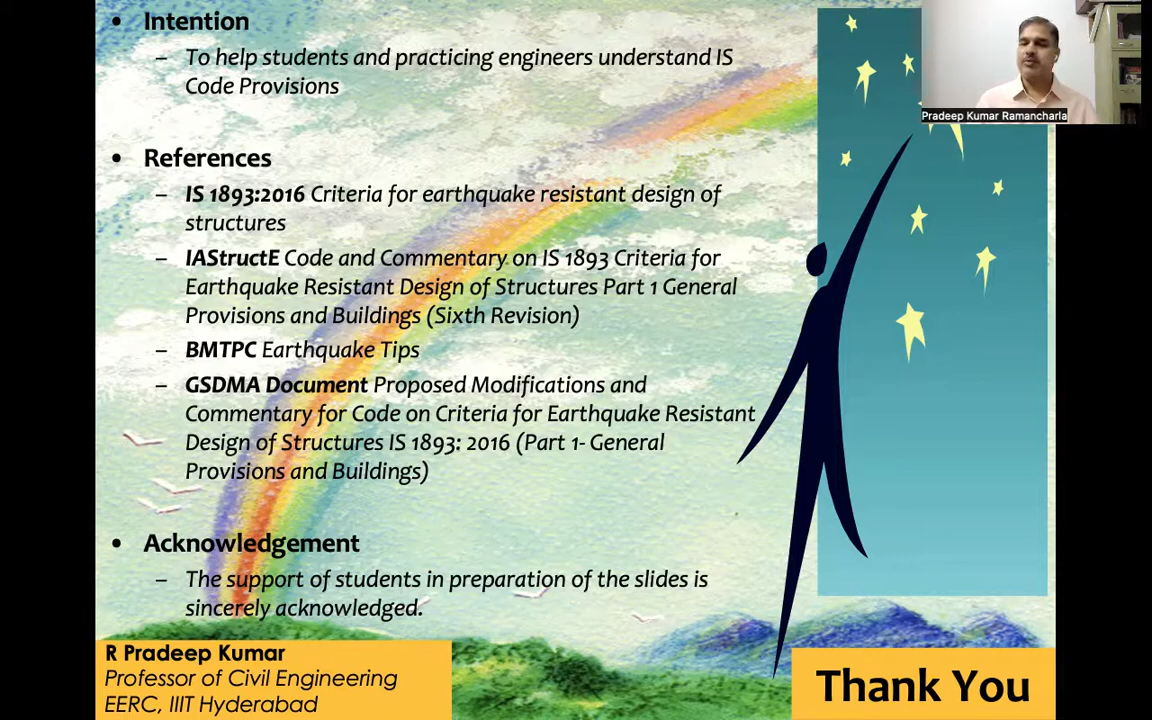 • Intention
– To help students and practicing engineers understand IS
Code Provisions
• References
– IS 1893:2016 Criteria for earthquake resistant design of
structures
– IAStructE Code and Commentary on IS 1893 Criteria for
Earthquake Resistant Design of Structures Part 1 General
Provisions and Buildings (Sixth Revision)
– BMTPC Earthquake Tips
– GSDMA Document Proposed Modifications and
Commentary for Code on Criteria for Earthquake Resistant
Design of Structures IS 1893: 2016 (Part 1- General
Provisions and Buildings)
• Acknowledgement
– The support of students in preparation of the slides is
sincerely acknowledged.
R Pradeep Kumar
Professor of Civil Engineering
EERC, IIIT Hyderabad
Thank You
Pradeep Kumar Ramancharla